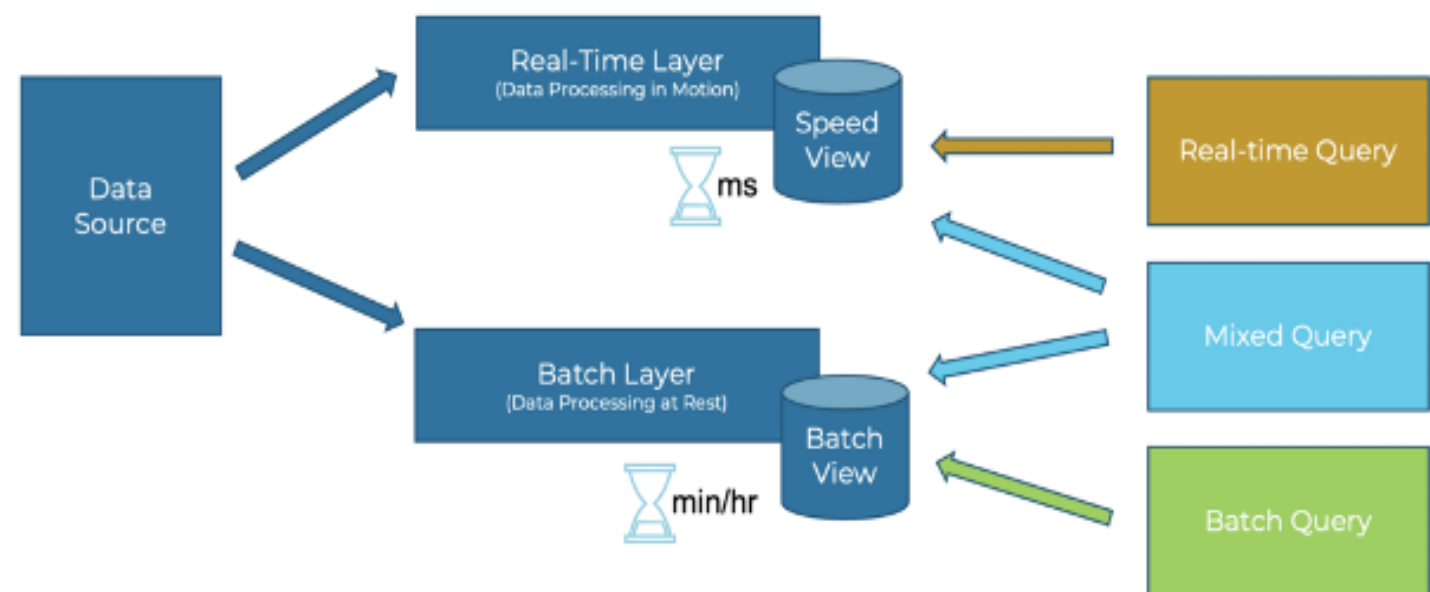 Data
Source
Real-Time Layer
(Data Processing in Motion)
Speed
View
ms
Batch Layer
(Data Processing at Rest)
Batch
View
min/hr
Real-time Query
Mixed Query
Batch Query